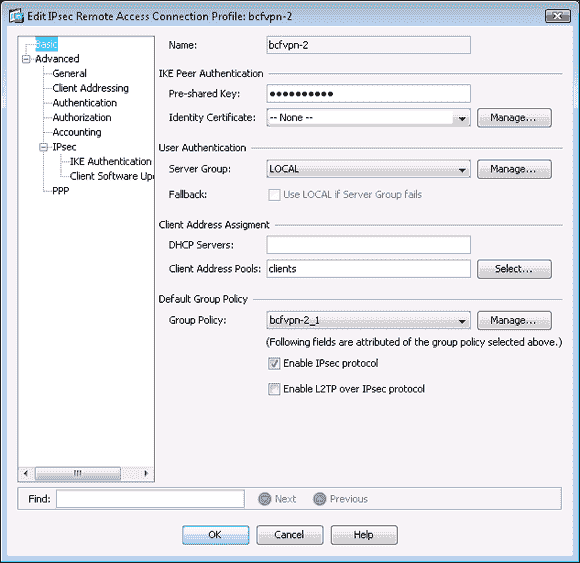 Edit IPsec Remote Access Connection Profile: bcfvpn-2
Basic
Advanced
General
Client Addressing
Authentication
Authorization
Accounting
IPsec
IKE Authentication
Client Software Upd
PPP
Name: bcfvpn-2
IKE Peer Authentication
Pre-shared Key: ●●●●●●●●●●
Identity Certificate: -- None -- Manage...
User Authentication
Server Group: LOCAL Manage...
Fallback: Use LOCAL if Server Group fails
Client Address Assigment
DHCP Servers:
Client Address Pools: clients Select...
Default Group Policy
Group Policy: bcfvpn-2_1 Manage...
(Following fields are attributed of the group policy selected above.)
Enable IPsec protocol
Enable L2TP over IPsec protocol
Find: Next Previous
OK Cancel Help